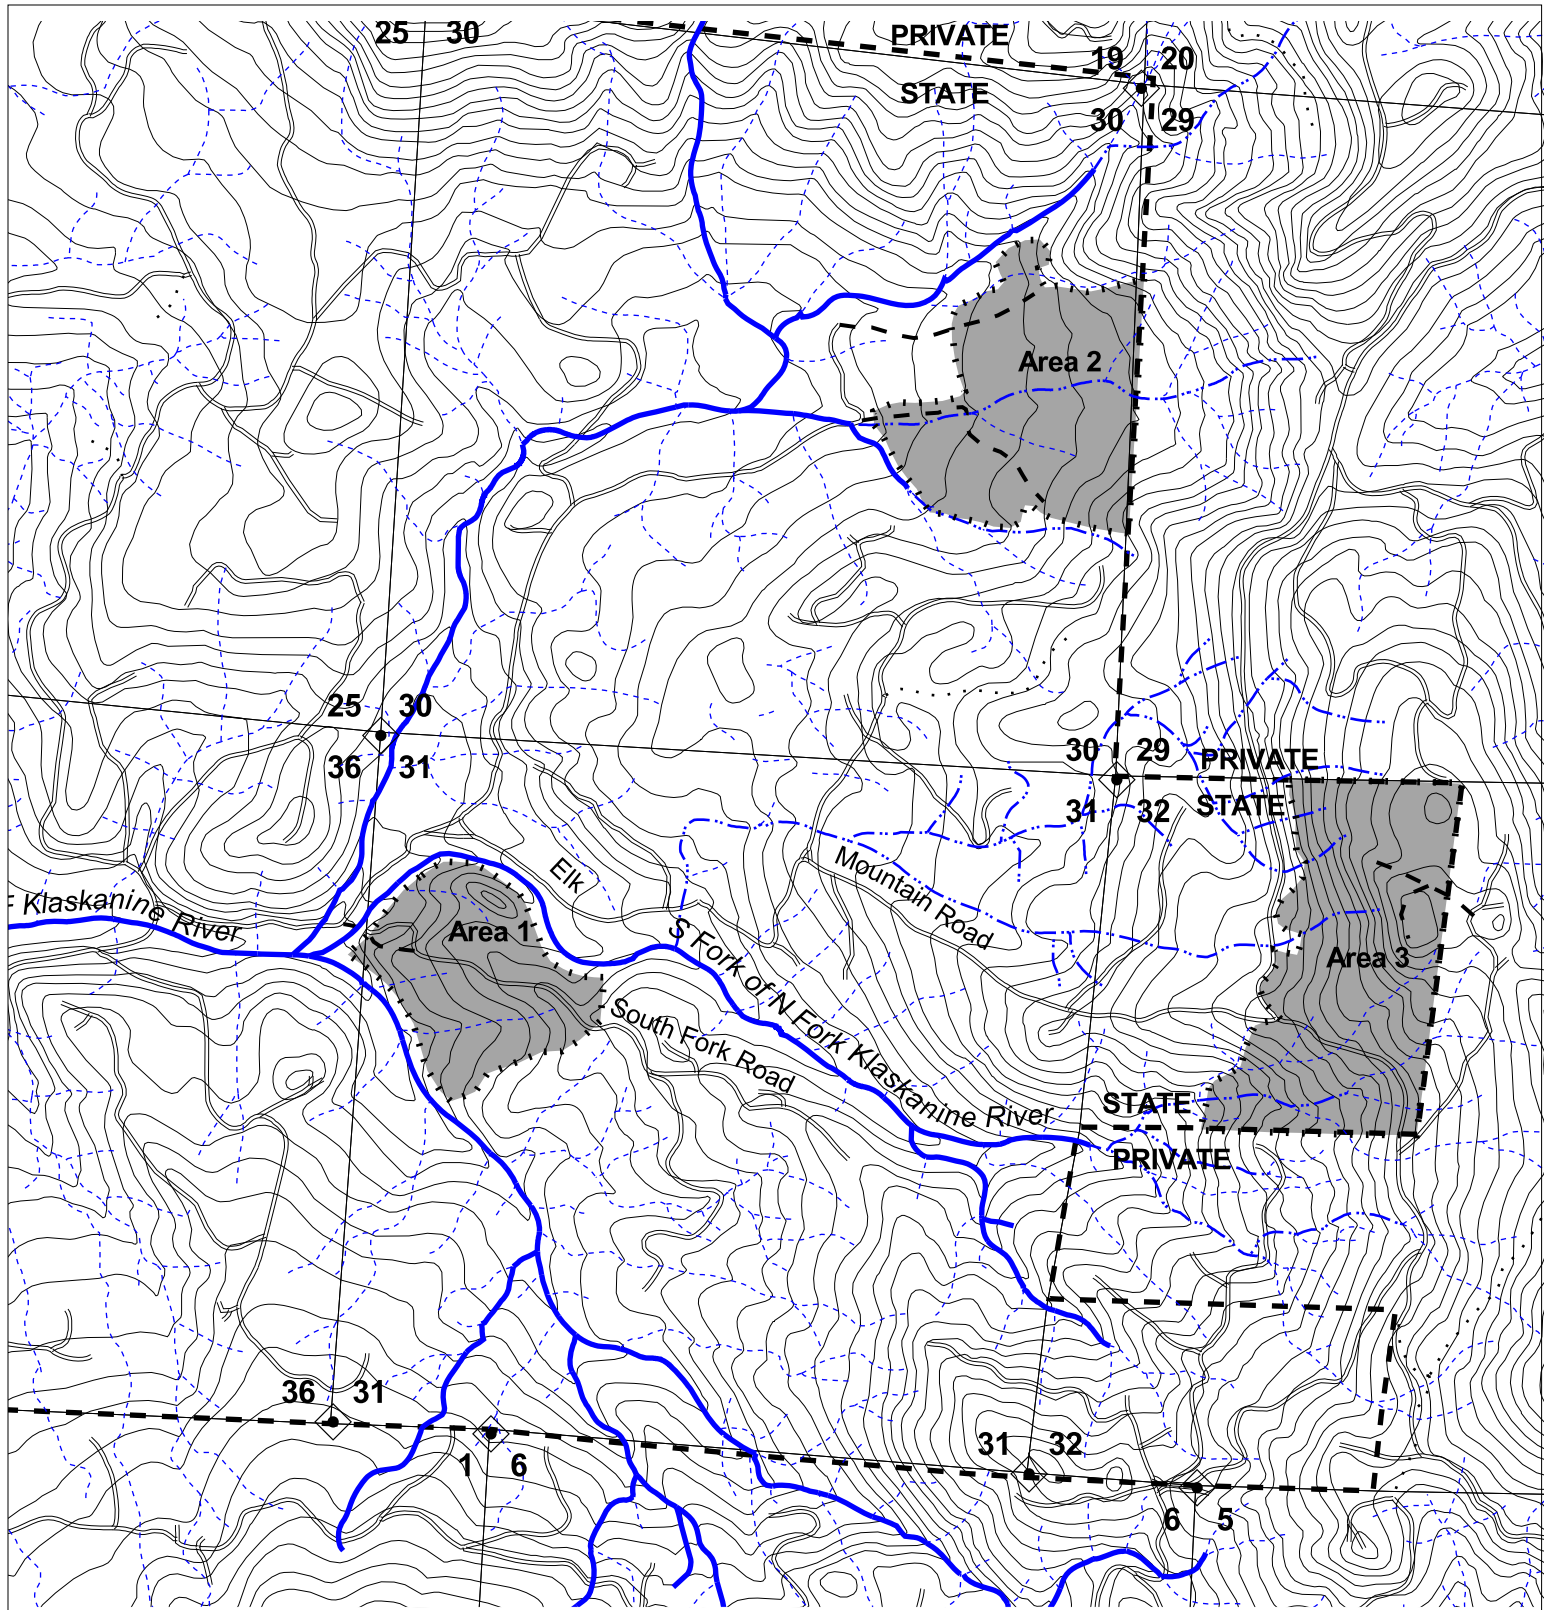 25 30
PRIVATE
19 20
STATE
30 29
Area 2
25 30
36 31
30 29
PRIVATE
31 32
STATE
Elk
Mountain Road
F Klaskanine River
Area 1
S Fork of N Fork Klaskanine River
Area 3
South Fork Road
STATE
PRIVATE
36 31
31 32
1 6
6 5